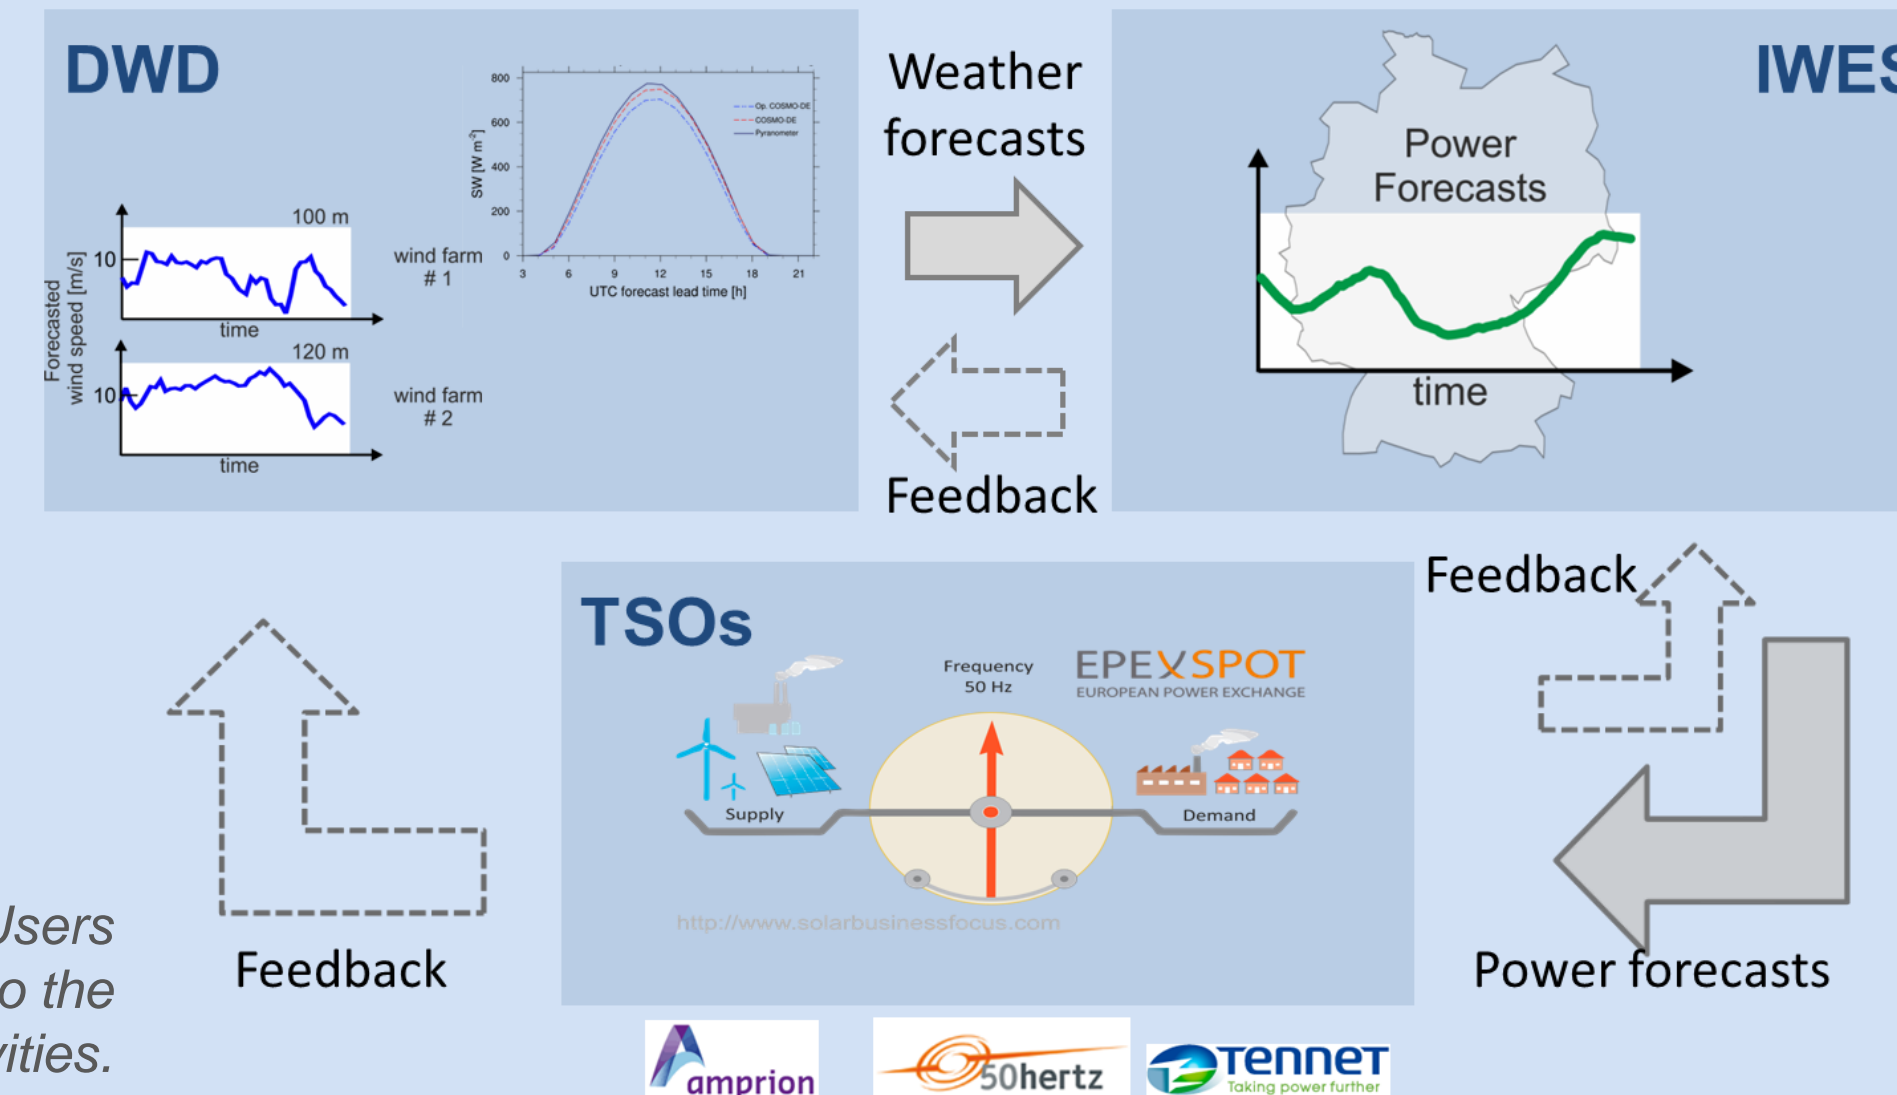 DWD
800
600
400
200
0
SW [W m-2]
Op. COSMO-DE
COSMO-DE
Pyranometer
3 6 9 12 15 18 21
UTC forecast lead time [h]
Forecasted
wind speed [m/s]
100 m
10
time
wind farm
# 1
120 m
10
time
wind farm
# 2
Weather
forecasts
Feedback
IWES
Power
Forecasts
time
Feedback
Power forecasts
TSOs
Frequency
50 Hz
EPEXSPOT
EUROPEAN POWER EXCHANGE
Supply
Demand
http://www.solarbusinessfocus.com
Feedback
Users
o the
vities.
amprion
50hertz
TenneT
Taking power further